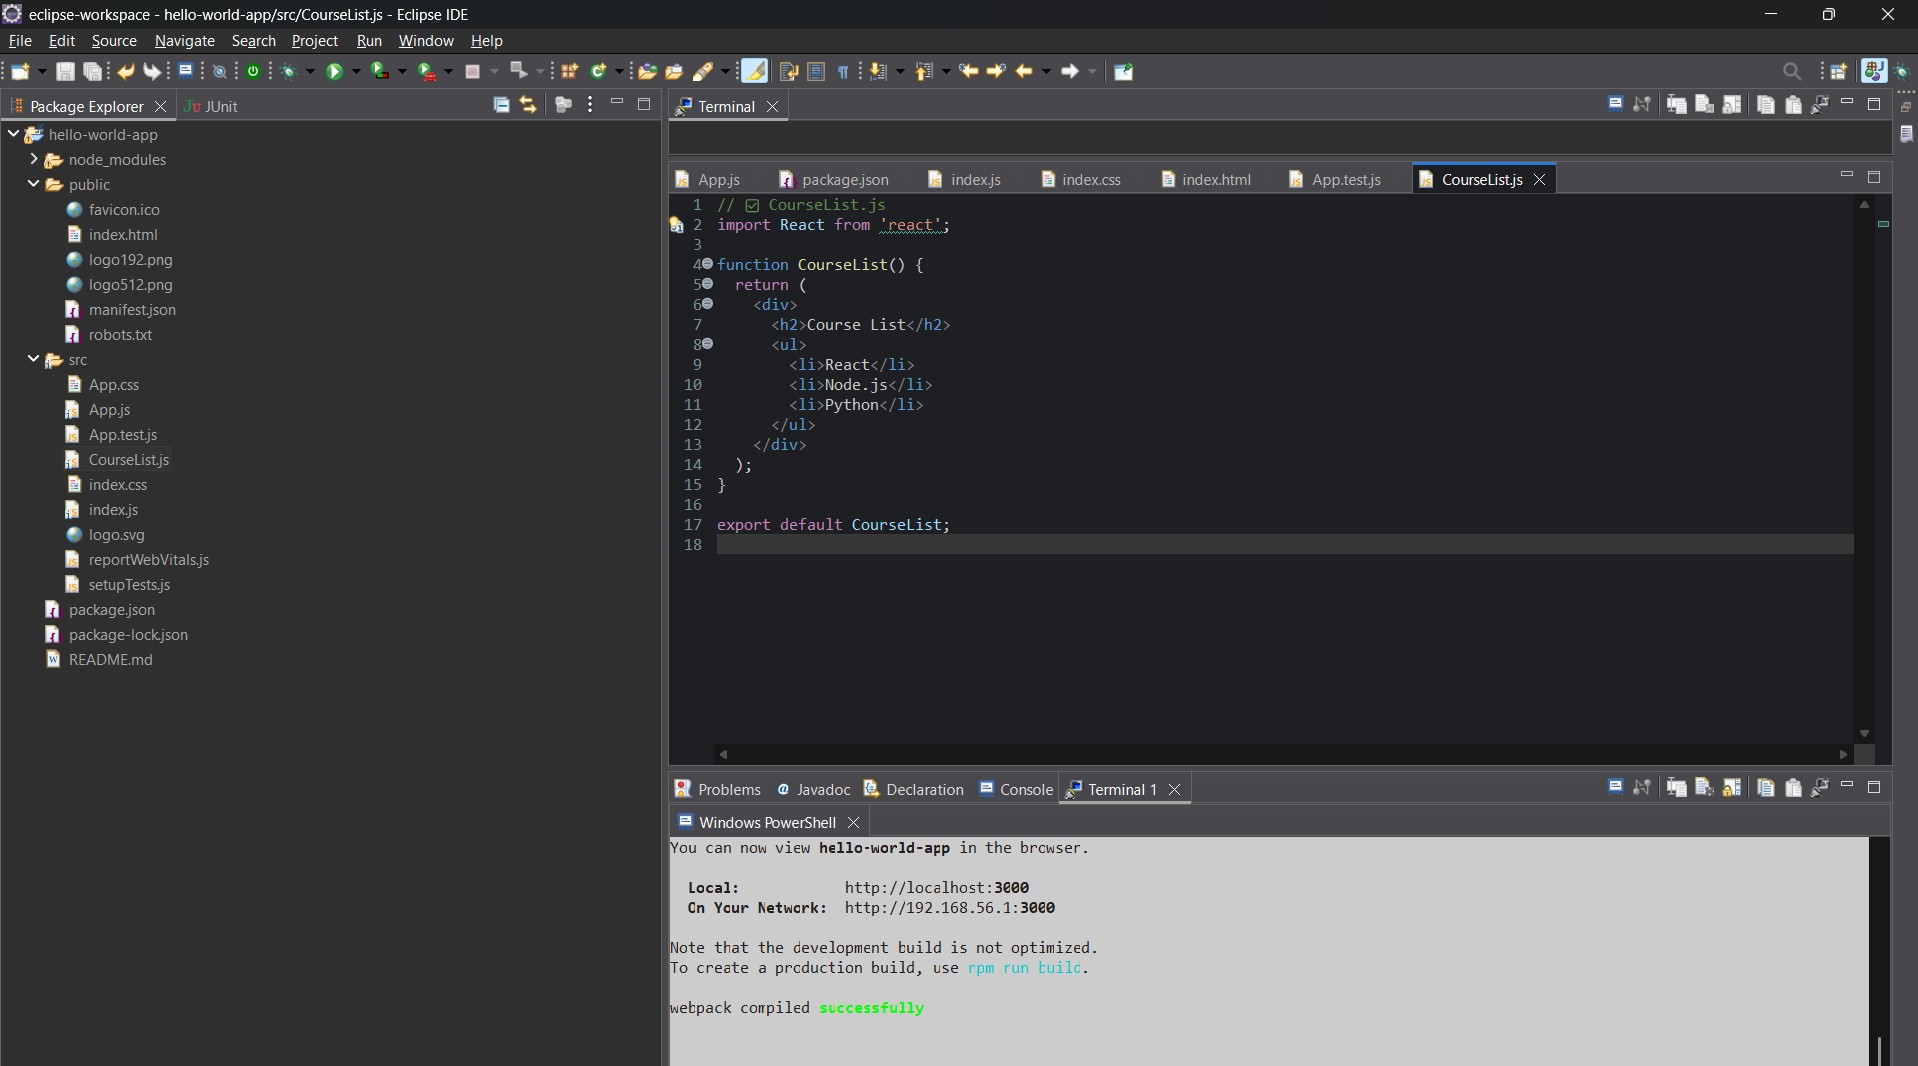 eclipse-workspace - hello-world-app/src/CourseList.js - Eclipse IDE
File Edit Source Navigate Search Project Run Window Help
Package Explorer
JUnit
hello-world-app
node_modules
public
favicon.ico
index.html
logo192.png
logo512.png
manifest.json
robots.txt
src
App.css
App.js
App.test.js
CourseList.js
index.css
index.js
logo.svg
reportWebVitals.js
setupTests.js
package.json
package-lock.json
README.md
Terminal
App.js package.json index.js index.css index.html App.test.js CourseList.js
1 // ☑ CourseList.js
2 import React from 'react';
3
4 function CourseList() {
5 return (
6 <div>
7 <h2>Course List</h2>
8 <ul>
9 <li>React</li>
10 <li>Node.js</li>
11 <li>Python</li>
12 </ul>
13 </div>
14 );
15 }
16
17 export default CourseList;
18
Problems @ Javadoc Declaration Console Terminal 1
Windows PowerShell
You can now view hello-world-app in the browser.
Local: http://localhost:3000
On Your Network: http://192.168.56.1:3000
Note that the development build is not optimized.
To create a production build, use npm run build.
webpack compiled successfully